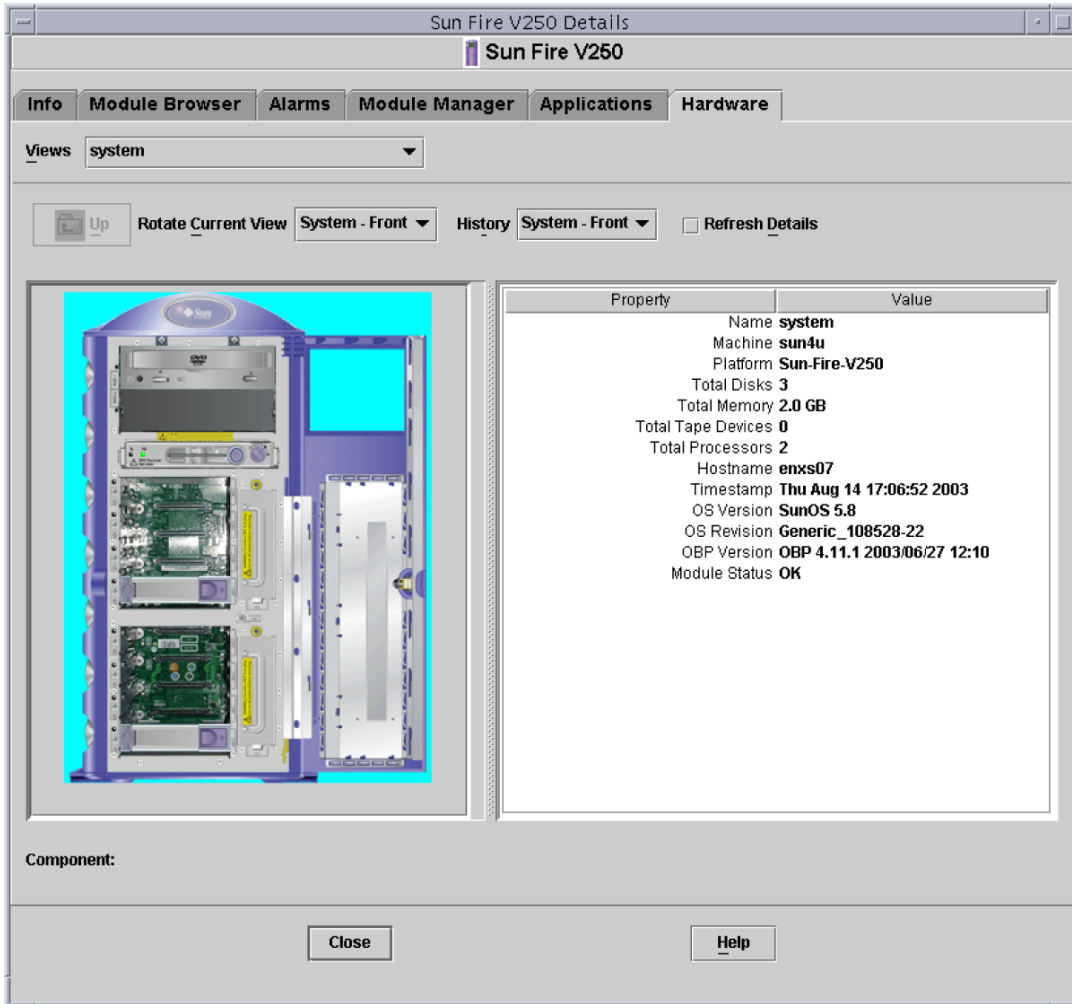 Sun Fire V250 Details
Sun Fire V250
Info Module Browser Alarms Module Manager Applications Hardware
Views system
Up Rotate Current View System - Front History System - Front Refresh Details
Property Value
Name system
Machine sun4u
Platform Sun-Fire-V250
Total Disks 3
Total Memory 2.0 GB
Total Tape Devices 0
Total Processors 2
Hostname enxs07
Timestamp Thu Aug 14 17:06:52 2003
OS Version SunOS 5.8
OS Revision Generic_108528-22
OBP Version OBP 4.11.1 2003/06/27 12:10
Module Status OK
Sun
DVD
Component:
Close Help